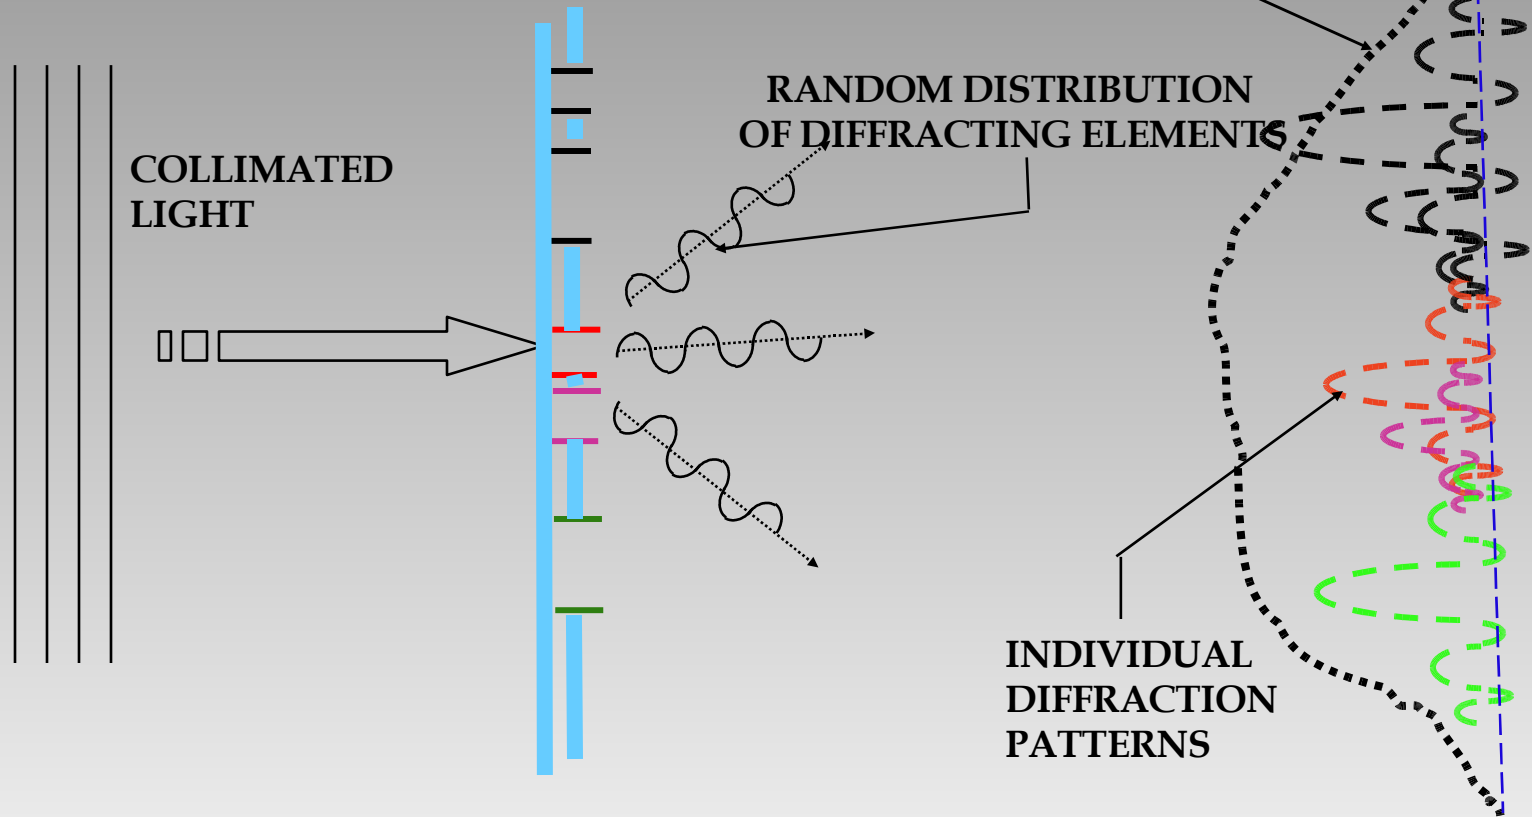 RANDOM DISTRIBUTION
OF DIFFRACTING ELEMENTS
COLLIMATED
LIGHT
INDIVIDUAL
DIFFRACTION
PATTERNS